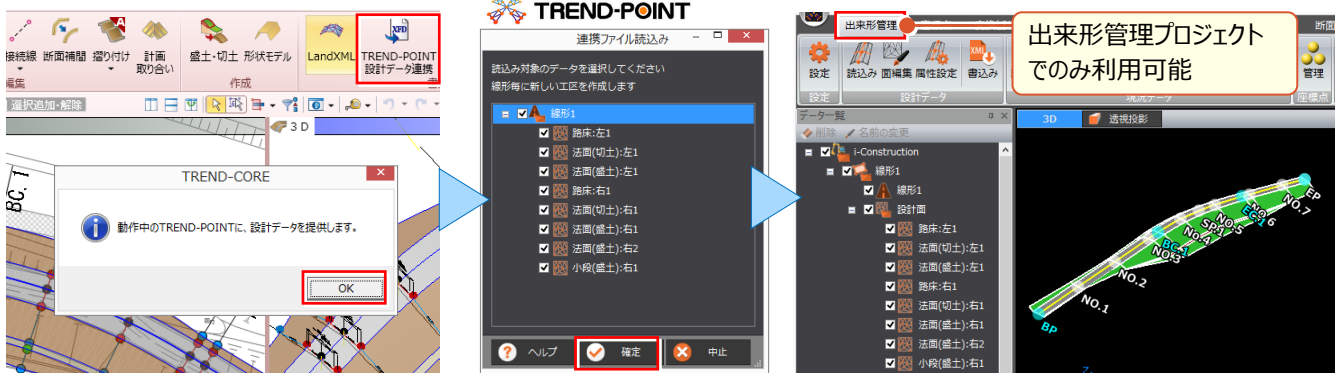 接続線 断面補間 摺り付け 計画 取り合い
盛土・切土 形状モデル
LandXML
TREND-POINT
設計データ連携
編集
作成
選択追加・解除
3 D
BC. 1
TREND-CORE
動作中のTREND-POINTに、設計データを提供します。
OK
TREND-POINT
連携ファイル読込み
読込み対象のデータを選択してください
線形毎に新しい工区を作成します
線形1
路床:左1
法面(切土):左1
法面(盛土):左1
路床:右1
法面(切土):右1
法面(盛土):右1
法面(盛土):右2
小段(盛土):右1
ヘルプ
確定
中止
出来形管理
出来形管理プロジェクト
でのみ利用可能
設定 読込み 面編集 属性設定 書込み
管理
設定
設計データ
現況データ
座標点
データ一覧
削除 名前の変更
3D
透視投影
i-Construction
線形1
線形1
設計面
路床:左1
法面(切土):左1
法面(盛土):左1
路床:右1
法面(切土):右1
法面(盛土):右1
法面(盛土):右2
小段(盛土):右1
EP
NO.7
NO.6
EC.1
NO.5
SP.1
NO.4
BC.1
NO.3
NO.2
NO.1
BP